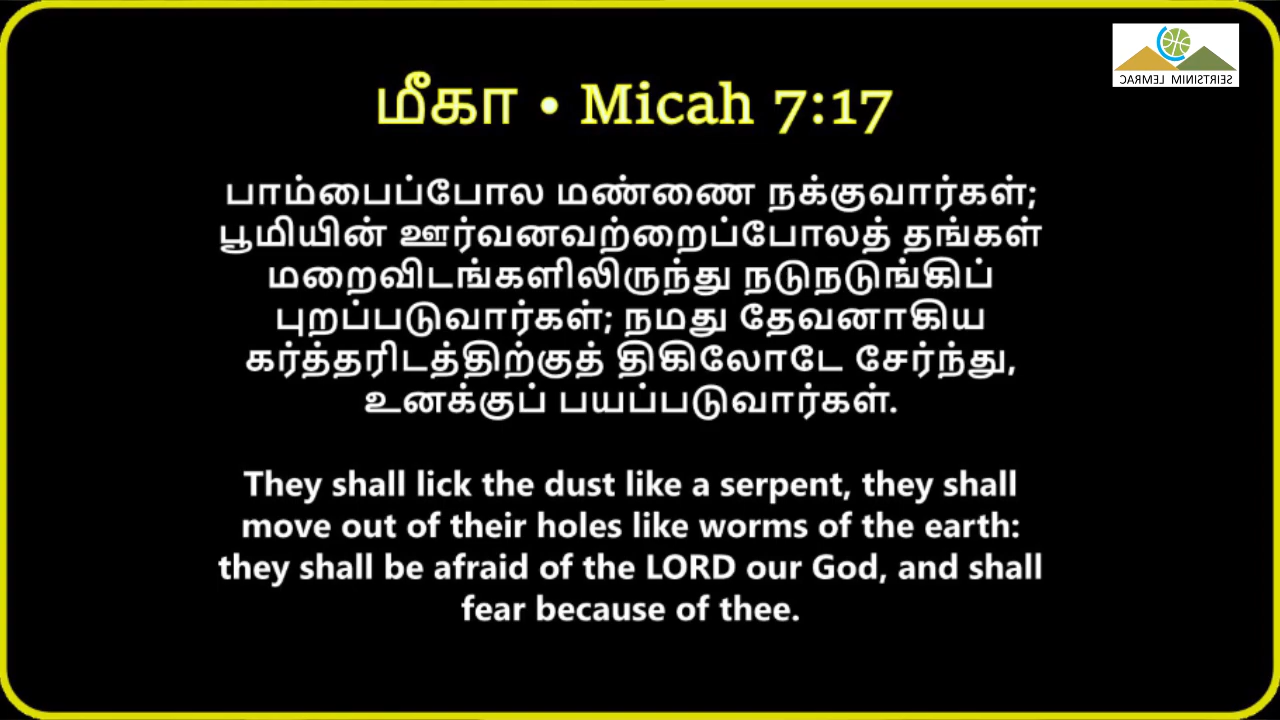 CARMEL MINISTRIES
மீகா • Micah 7:17
பாம்பைப்போல மண்ணை நக்குவார்கள்;
பூமியின் ஊர்வனவற்றைப்போலத் தங்கள்
மறைவிடங்களிலிருந்து நடுநடுங்கிப்
புறப்படுவார்கள்; நமது தேவனாகிய
கர்த்தரிடத்திற்குத் திகிலோடே சேர்ந்து,
உனக்குப் பயப்படுவார்கள்.
They shall lick the dust like a serpent, they shall
move out of their holes like worms of the earth:
they shall be afraid of the LORD our God, and shall
fear because of thee.